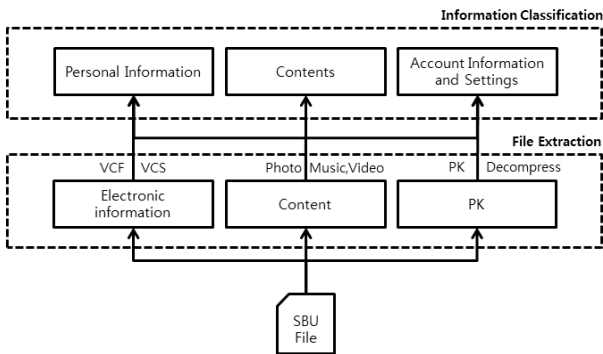 Information Classification
Personal Information
Contents
Account Information
and Settings
File Extraction
VCF VCS
Photo Music,Video
PK Decompress
Electronic
information
Content
PK
SBU
File